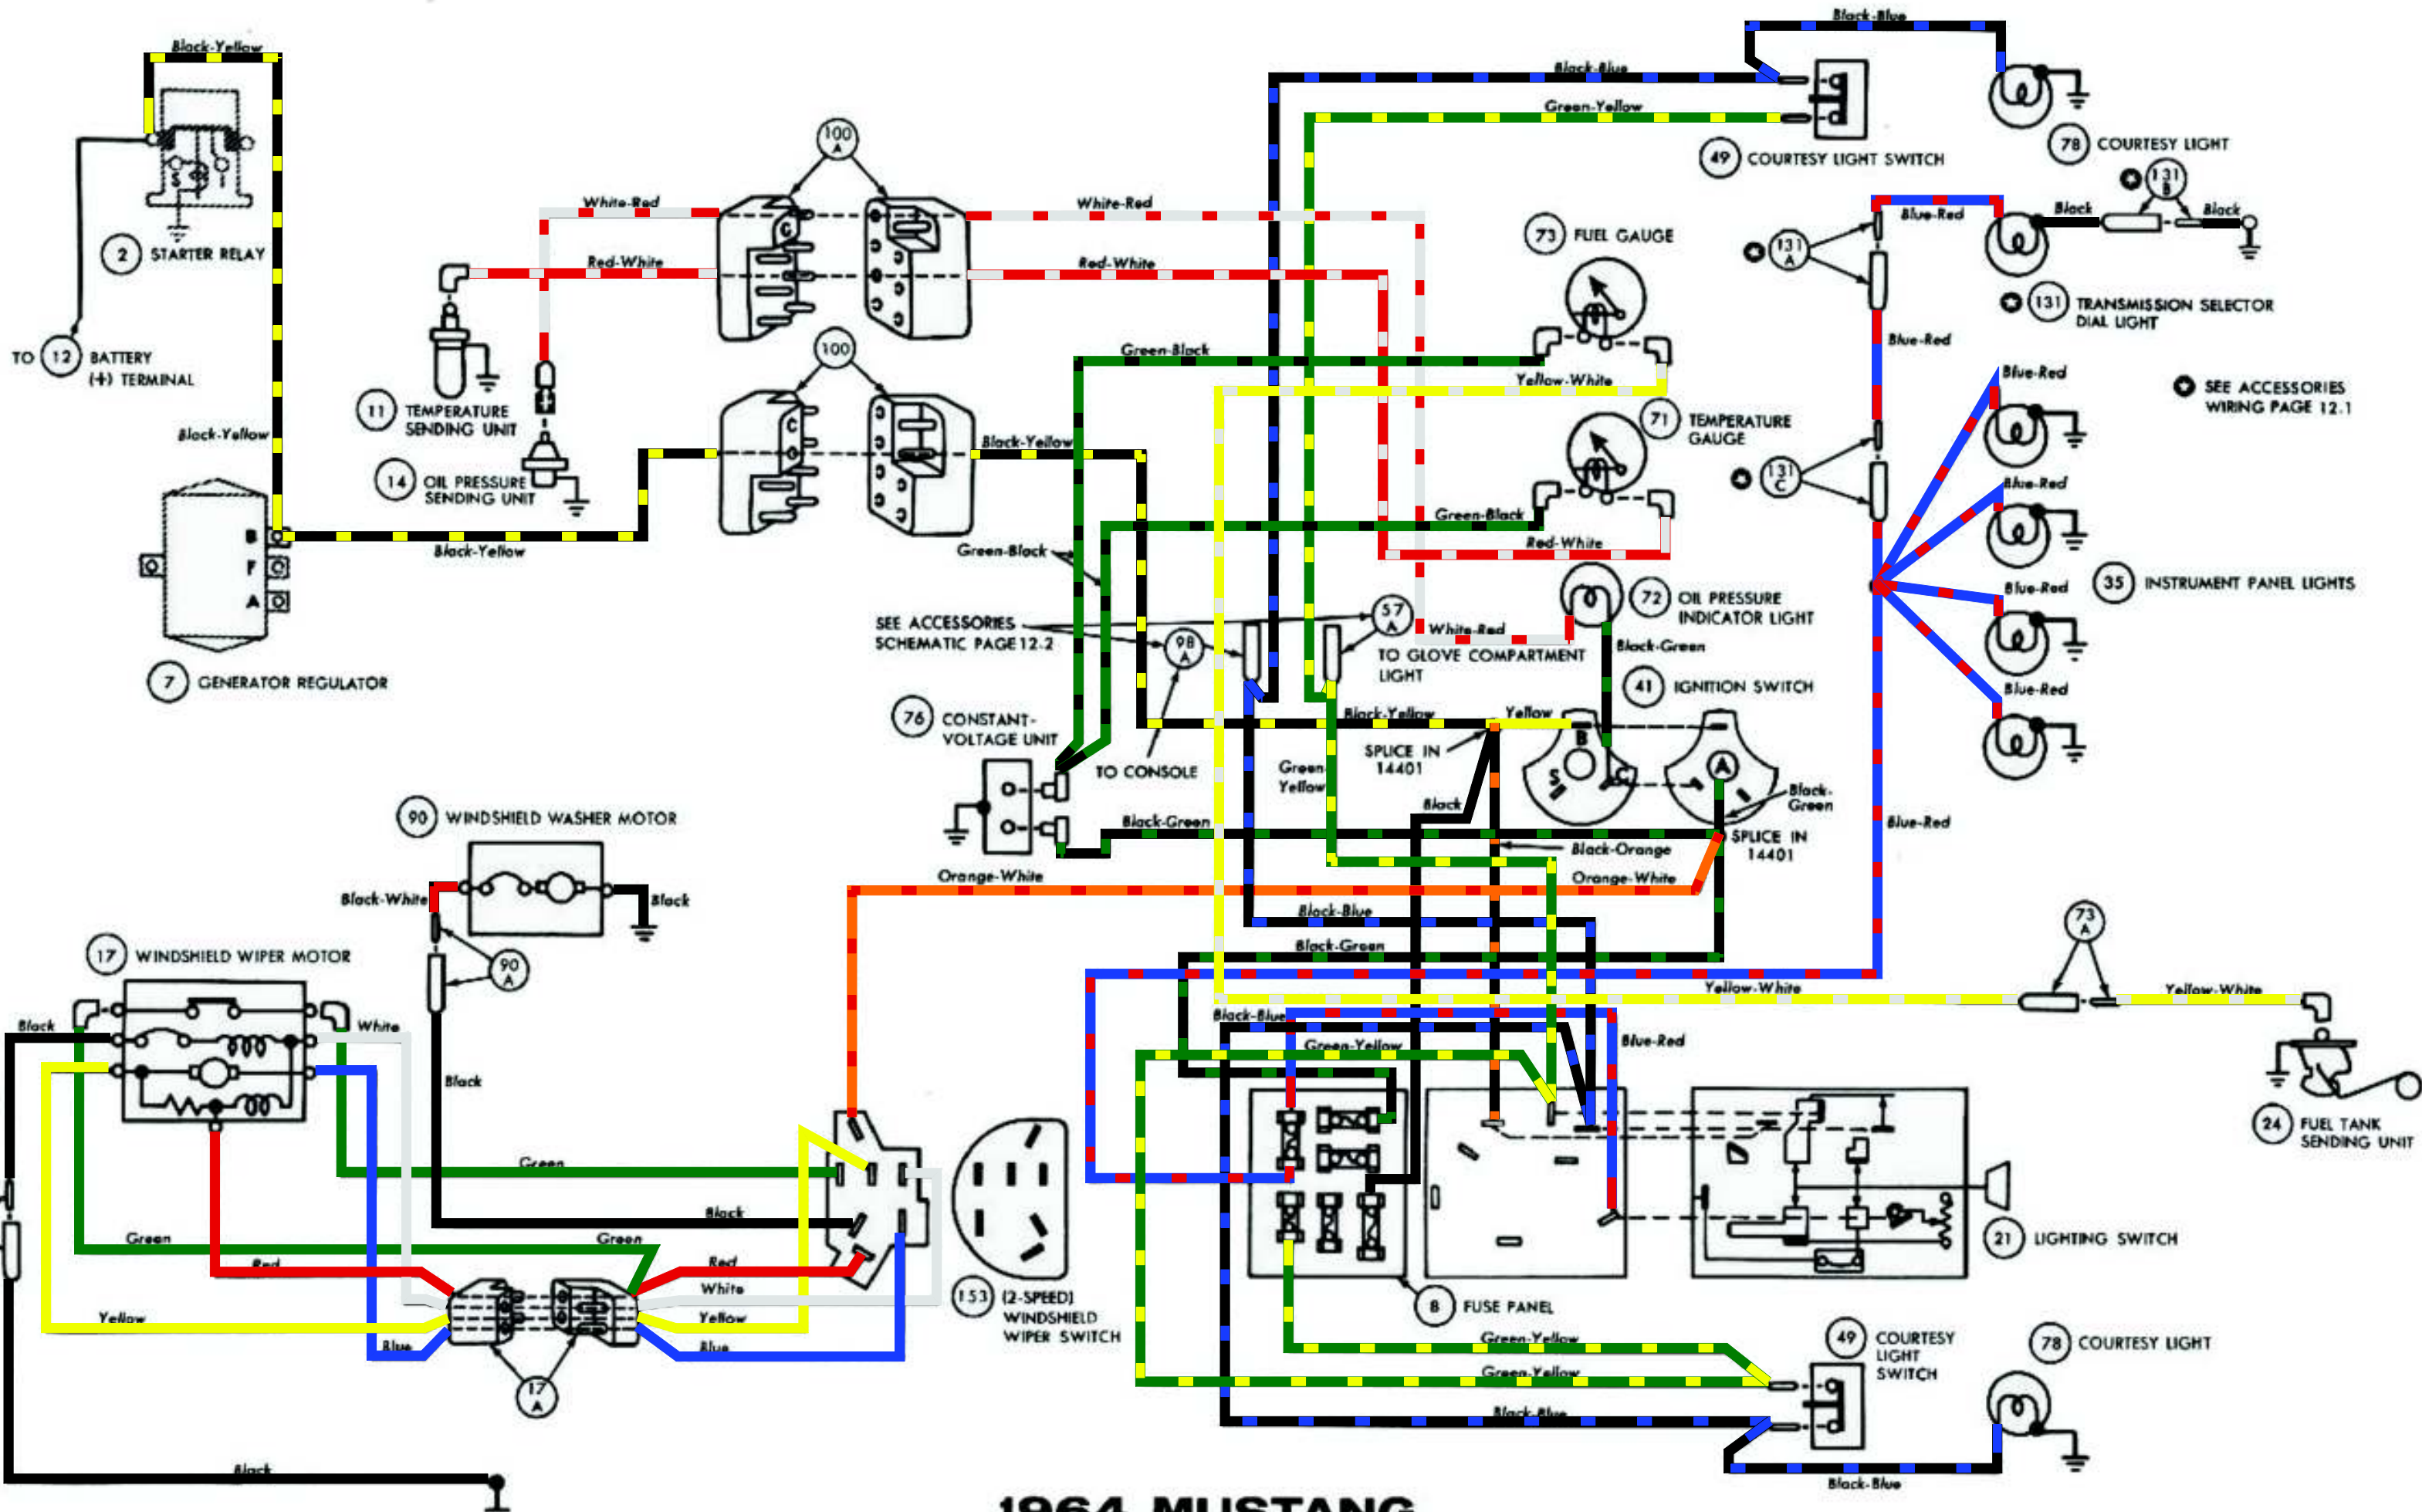 Black-Yellow
2 STARTER RELAY
TO 12 BATTERY
(+) TERMINAL
Black-Yellow
B
F
A
7 GENERATOR REGULATOR
Black-Yellow
White-Red
Red-White
11 TEMPERATURE
SENDING UNIT
14 OIL PRESSURE
SENDING UNIT
100
A
C
100
C
White-Red
Red-White
Black-Yellow
Green-Black
Green-Black
Black-Blue
Green-Yellow
Black-Blue
49 COURTESY LIGHT SWITCH
78 COURTESY LIGHT
131
B
Blue-Red
Black
Black
131
A
131 TRANSMISSION SELECTOR
DIAL LIGHT
73 FUEL GAUGE
Yellow-White
Blue-Red
SEE ACCESSORIES
WIRING PAGE 12.1
71 TEMPERATURE
GAUGE
Green-Black
Red-White
131
C
Blue-Red
Blue-Red
Blue-Red
Blue-Red
35 INSTRUMENT PANEL LIGHTS
72 OIL PRESSURE
INDICATOR LIGHT
SEE ACCESSORIES
SCHEMATIC PAGE 12.2
98
A
57
A
White-Red
TO GLOVE COMPARTMENT
LIGHT
Black-Green
41 IGNITION SWITCH
76 CONSTANT-
VOLTAGE UNIT
TO CONSOLE
Black-Yellow
Yellow
SPLICE IN
14401
Green-
Yellow
B
S
C
A
Black-
Green
Black
Black-Green
SPLICE IN
14401
Black-Orange
Blue-Red
Orange-White
Orange-White
Black-Blue
Black-Green
90 WINDSHIELD WASHER MOTOR
Black-White
Black
90
A
17 WINDSHIELD WIPER MOTOR
Black
White
Black
Green
Black
Green
Green
Red
Red
White
Yellow
Yellow
Blue
Blue
17
A
Black
153 (2-SPEED)
WINDSHIELD
WIPER SWITCH
73
A
Yellow-White
Yellow-White
Black-Blue
Green-Yellow
Blue-Red
24 FUEL TANK
SENDING UNIT
21 LIGHTING SWITCH
8 FUSE PANEL
Green-Yellow
Green-Yellow
Black-Blue
49 COURTESY
LIGHT
SWITCH
78 COURTESY LIGHT
Black-Blue
1964 MUSTANG